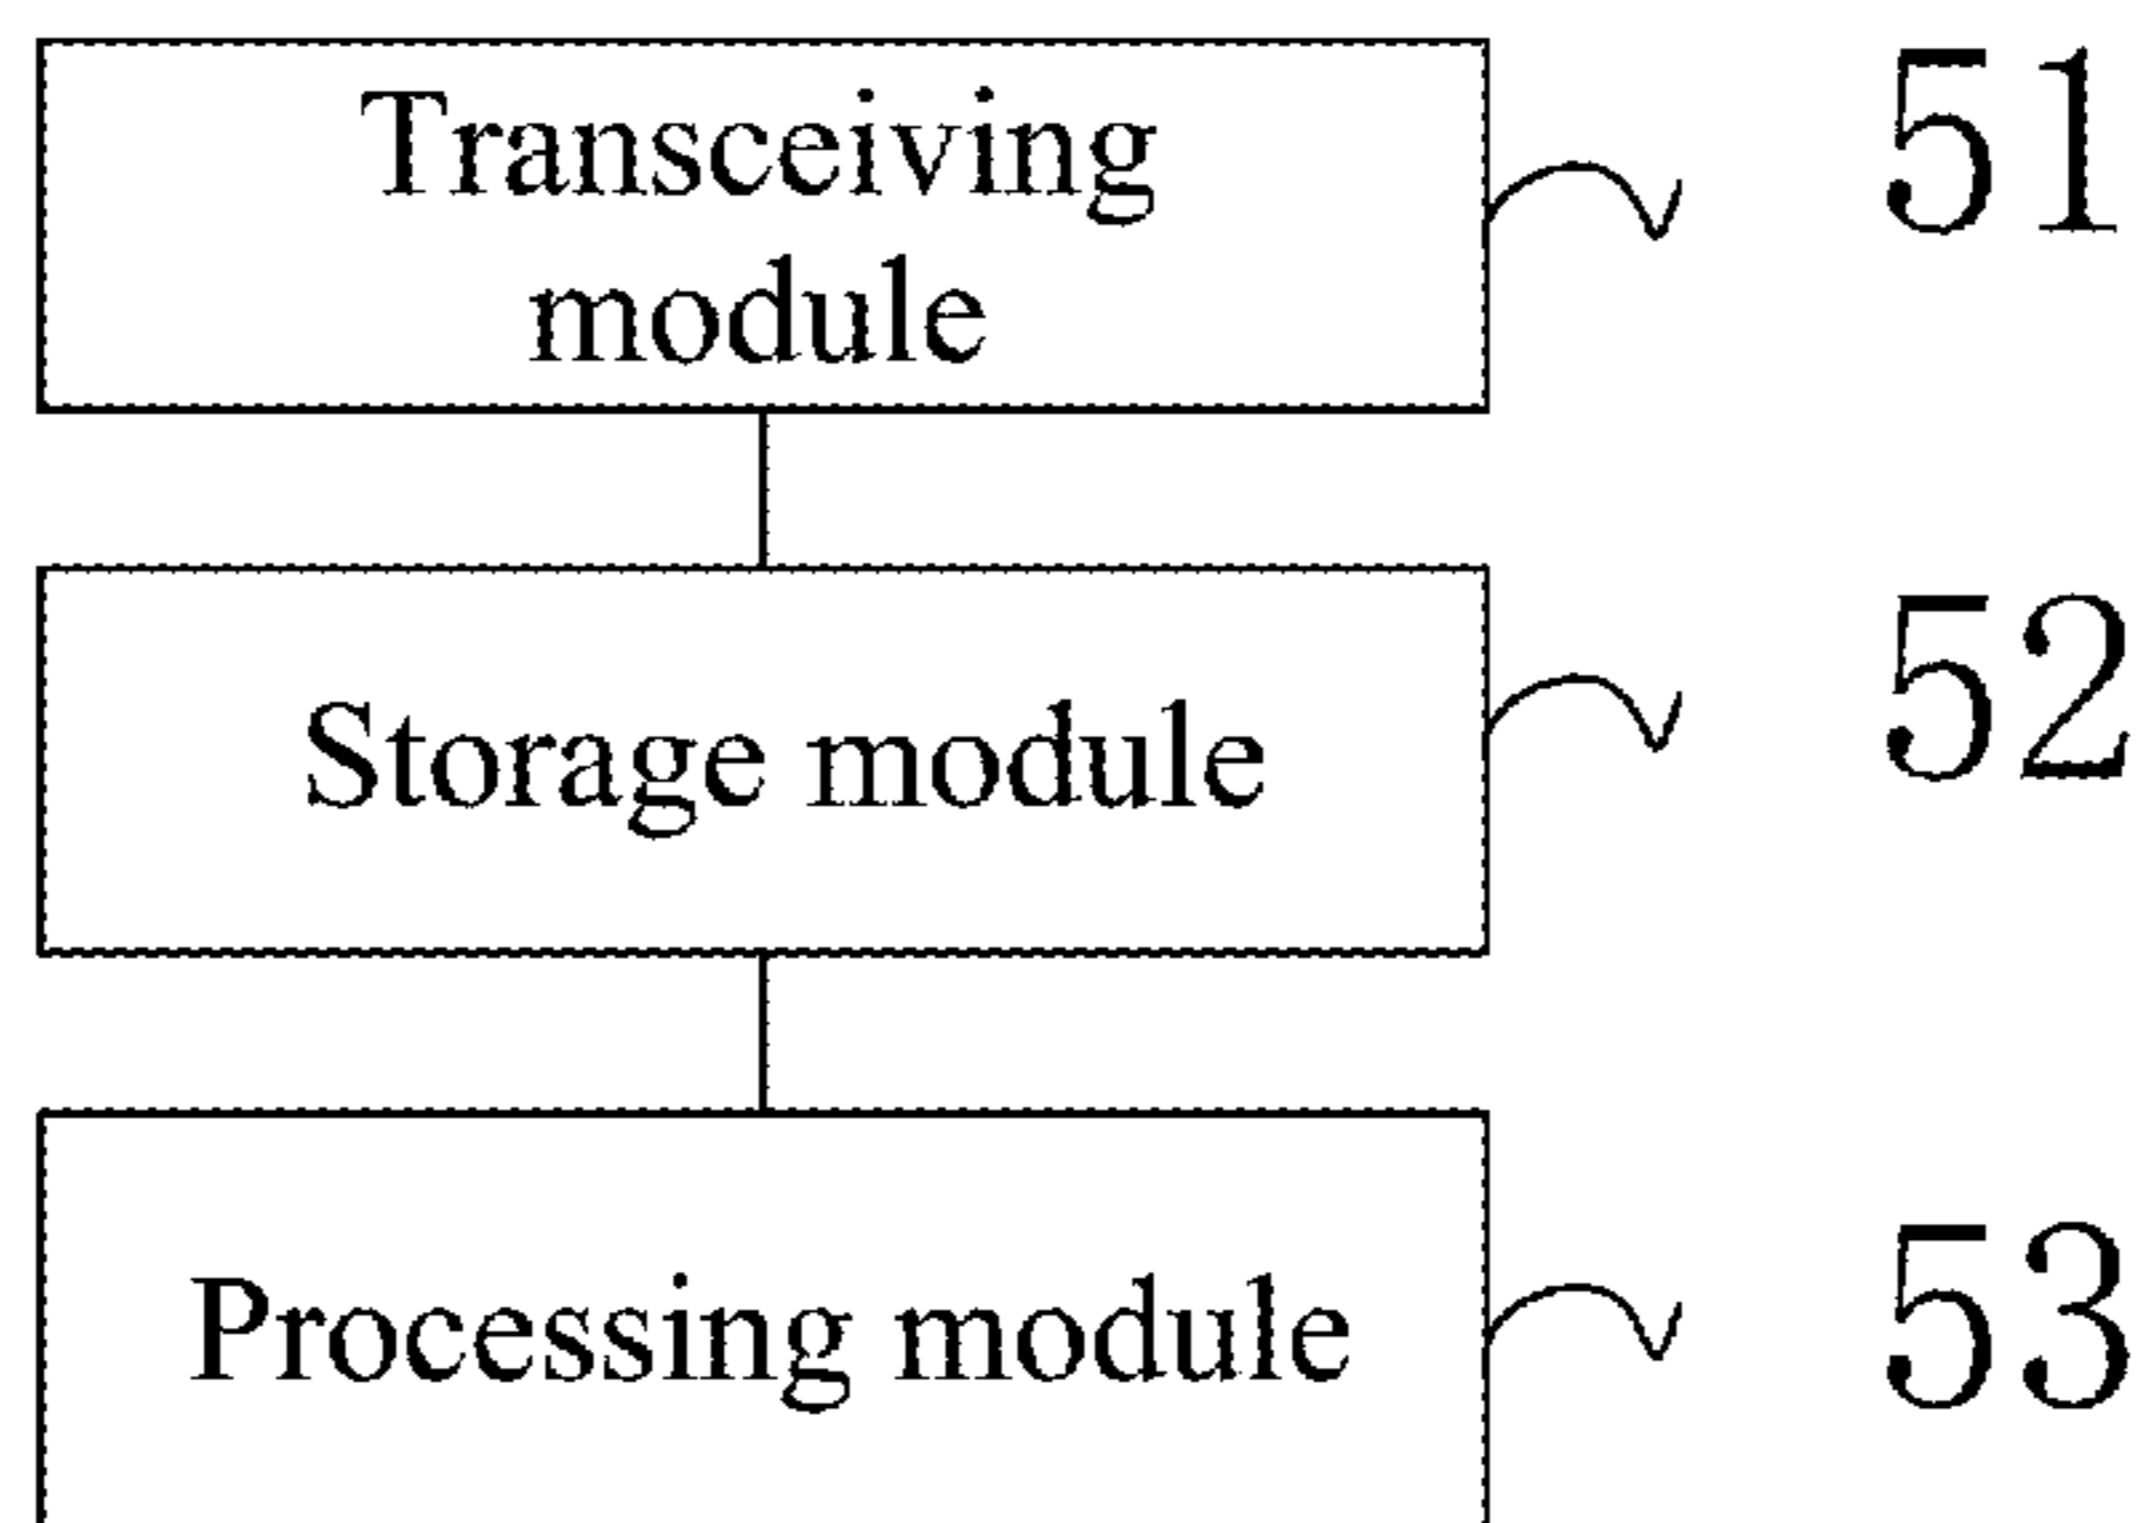 Transceiving
module
51
Storage module
52
Processing module
53